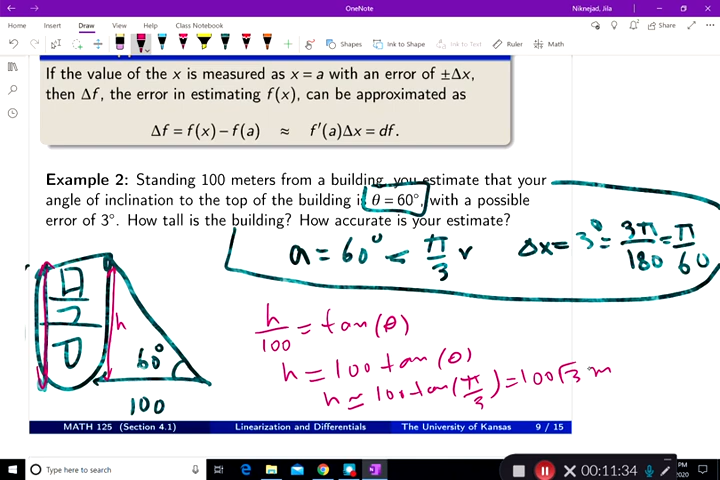 OneNote
Niknejad, Jila
Home Insert Draw View Help Class Notebook Share
Shapes Ink to Shape Ink to Text Ruler Math
If the value of the x is measured as x = a with an error of ±Δx,
then Δf, the error in estimating f(x), can be approximated as
Δf = f(x) − f(a) ≈ f′(a)Δx = df.
Example 2: Standing 100 meters from a building, you estimate that your
angle of inclination to the top of the building is θ = 60°, with a possible
error of 3°. How tall is the building? How accurate is your estimate?
a = 60° = π/3 r Δx = 3° = 3π/180 = π/60
h
60°
100
h/100 = tan(θ)
h = 100 tan(θ)
h ≃ 100 tan(π/3) = 100√3 m
MATH 125 (Section 4.1) Linearization and Differentials The University of Kansas 9 / 15
Type here to search
00:11:34
PM
2020